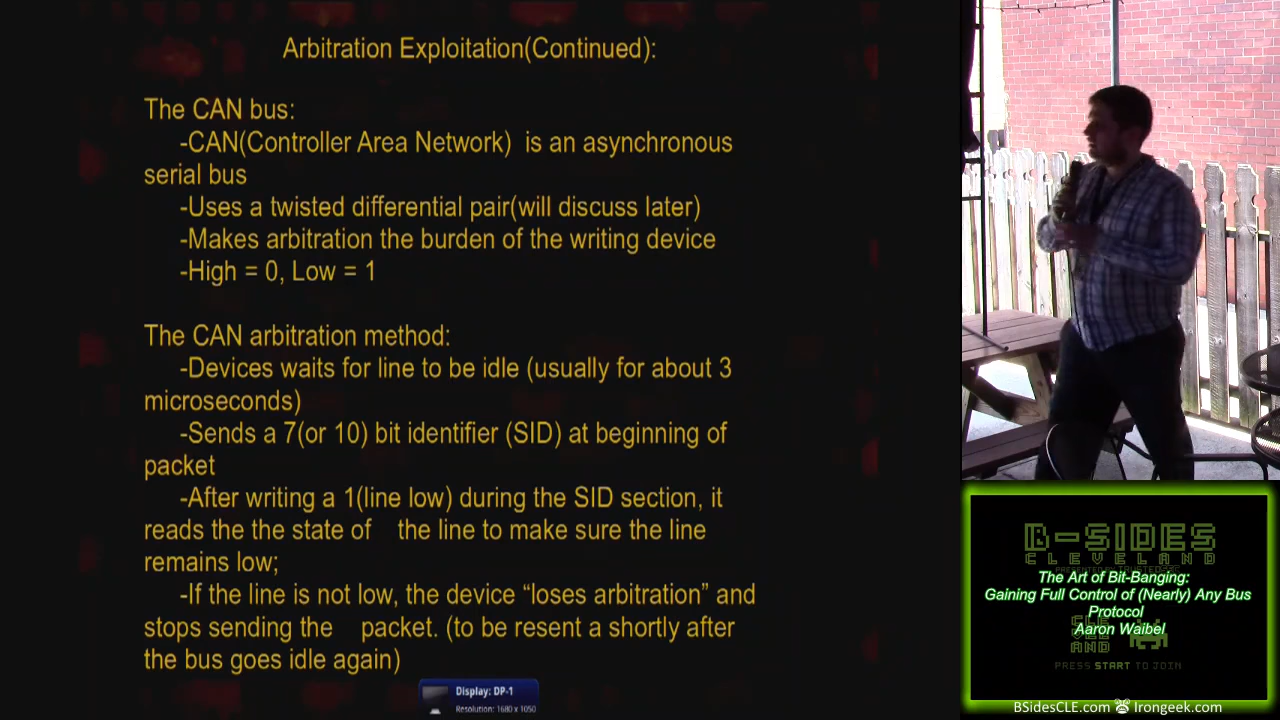 Arbitration Exploitation(Continued):
The CAN bus:
-CAN(Controller Area Network) is an asynchronous
serial bus
-Uses a twisted differential pair(will discuss later)
-Makes arbitration the burden of the writing device
-High = 0, Low = 1
The CAN arbitration method:
-Devices waits for line to be idle (usually for about 3
microseconds)
-Sends a 7(or 10) bit identifier (SID) at beginning of
packet
-After writing a 1(line low) during the SID section, it
reads the the state of the line to make sure the line
remains low;
-If the line is not low, the device “loses arbitration” and
stops sending the packet. (to be resent a shortly after
the bus goes idle again)
Display: DP-1
Resolution: 1680 x 1050
B-SIDES
CLEVELAND
The Art of Bit-Banging:
Gaining Full Control of (Nearly) Any Bus
Protocol
Aaron Waibel
CLE
VEL
AND
PRESS START TO JOIN
BSidesCLE.com Irongeek.com